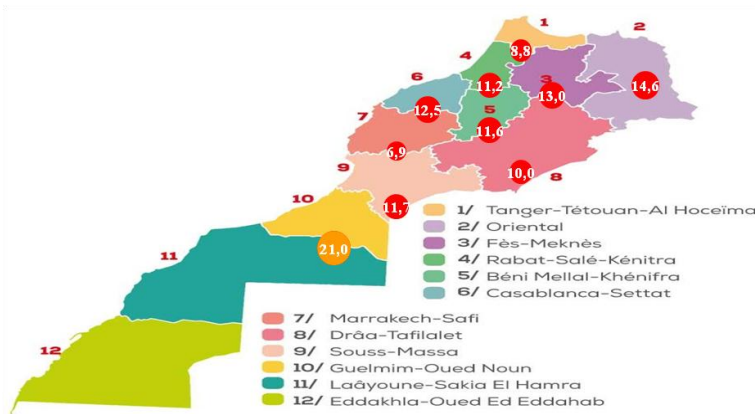 1
2
8,8
4
3
11,2
14,6
6
13,0
5
12,5
11,6
7
6,9
9
10,0
8
11,7
10
21,0
11
12
1/ Tanger-Tétouan-Al Hoceïma
2/ Oriental
3/ Fès-Meknès
4/ Rabat-Salé-Kénitra
5/ Béni Mellal-Khénifra
6/ Casablanca-Settat
7/ Marrakech-Safi
8/ Drâa-Tafilalet
9/ Souss-Massa
10/ Guelmim-Oued Noun
11/ Laâyoune-Sakia El Hamra
12/ Eddakhla-Oued Ed Eddahab